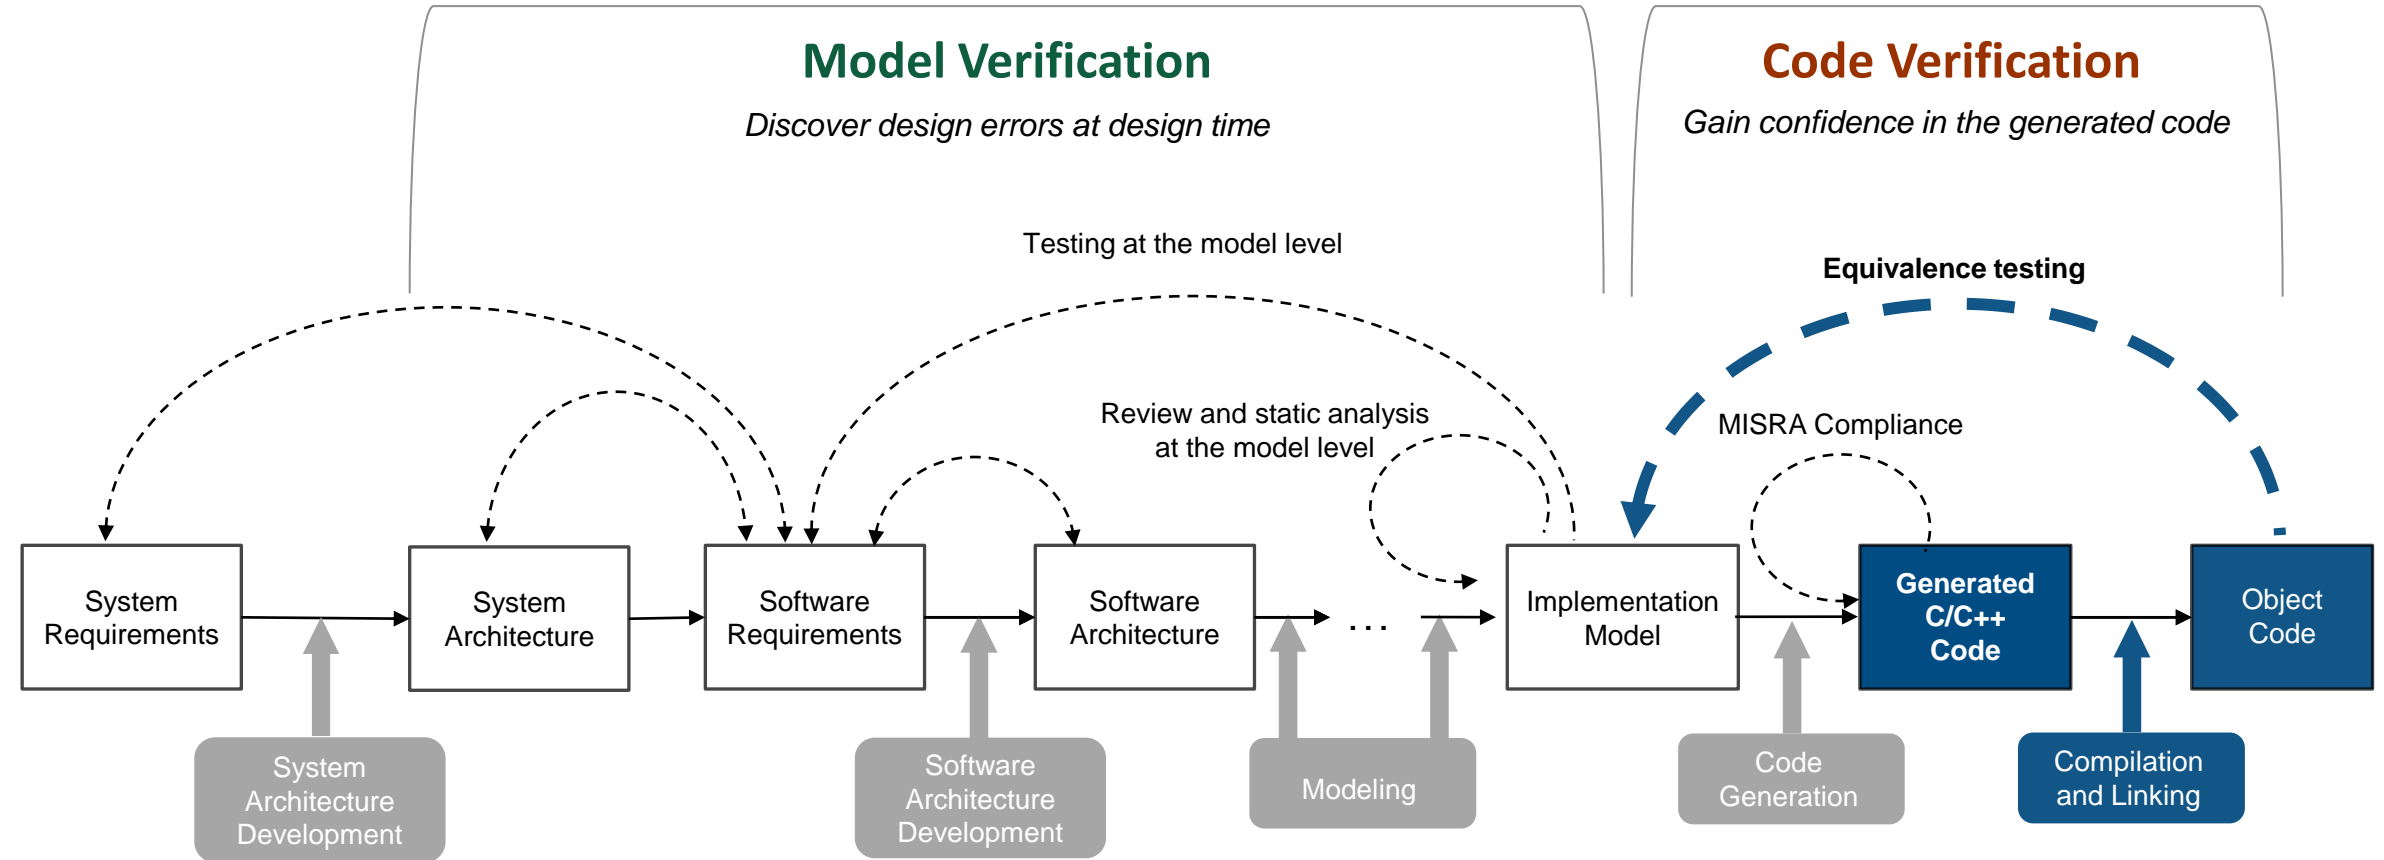 Model Verification
Discover design errors at design time
Code Verification
Gain confidence in the generated code
Testing at the model level
Equivalence testing
Review and static analysis
at the model level
MISRA Compliance
System
Requirements
System
Architecture
Software
Requirements
Software
Architecture
...
Implementation
Model
Generated
C/C++
Code
Object
Code
System
Architecture
Development
Software
Architecture
Development
Modeling
Code
Generation
Compilation
and Linking